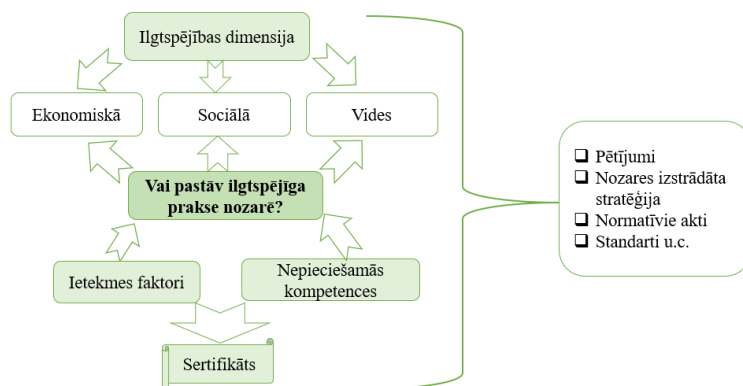 Ilgtspējības dimensija
Ekonomiskā
Sociālā
Vides
Vai pastāv ilgtspējīga
prakse nozarē?
Ietekmes faktori
Nepieciešamās
kompetences
Sertifikāts
❑ Pētījumi
❑ Nozares izstrādāta
stratēģija
❑ Normatīvie akti
❑ Standarti u.c.